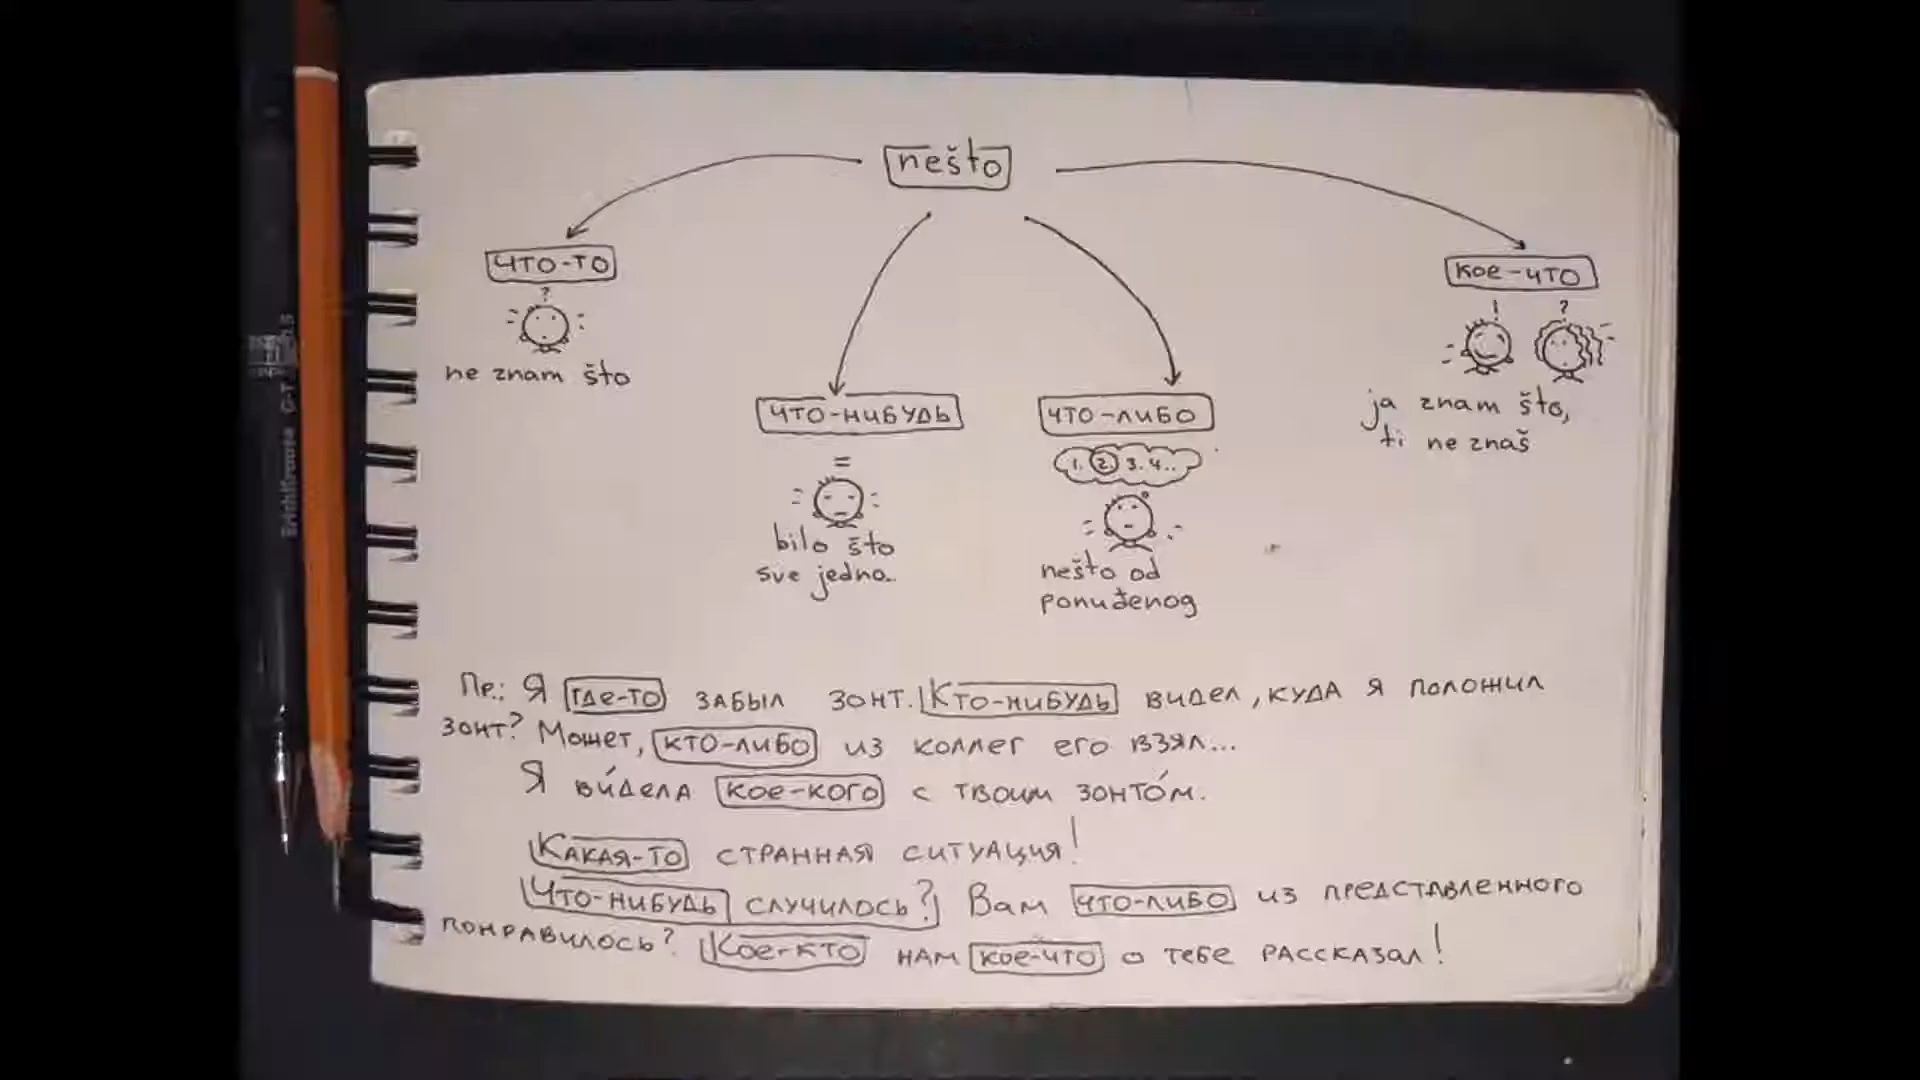 nešto
что-то
кое-что
?
! ?
ne znam što
что-нибудь
что-либо
ja znam što,
ti ne znaš
=
1. 2. 3. 4..
bilo što
sve jedno.
nešto od
ponuđenog
Пр.: Я где-то забыл зонт. Кто-нибудь видел, куда я положил
зонт? Может, кто-либо из коллег его взял...
Я ви́дела кое-кого с твоим зонто́м.
Какая-то странная ситуация!
Что-нибудь случилось? Вам что-либо из представленного
понравилось? Кое-кто нам кое-что о тебе рассказал!
ErichKrause G-T